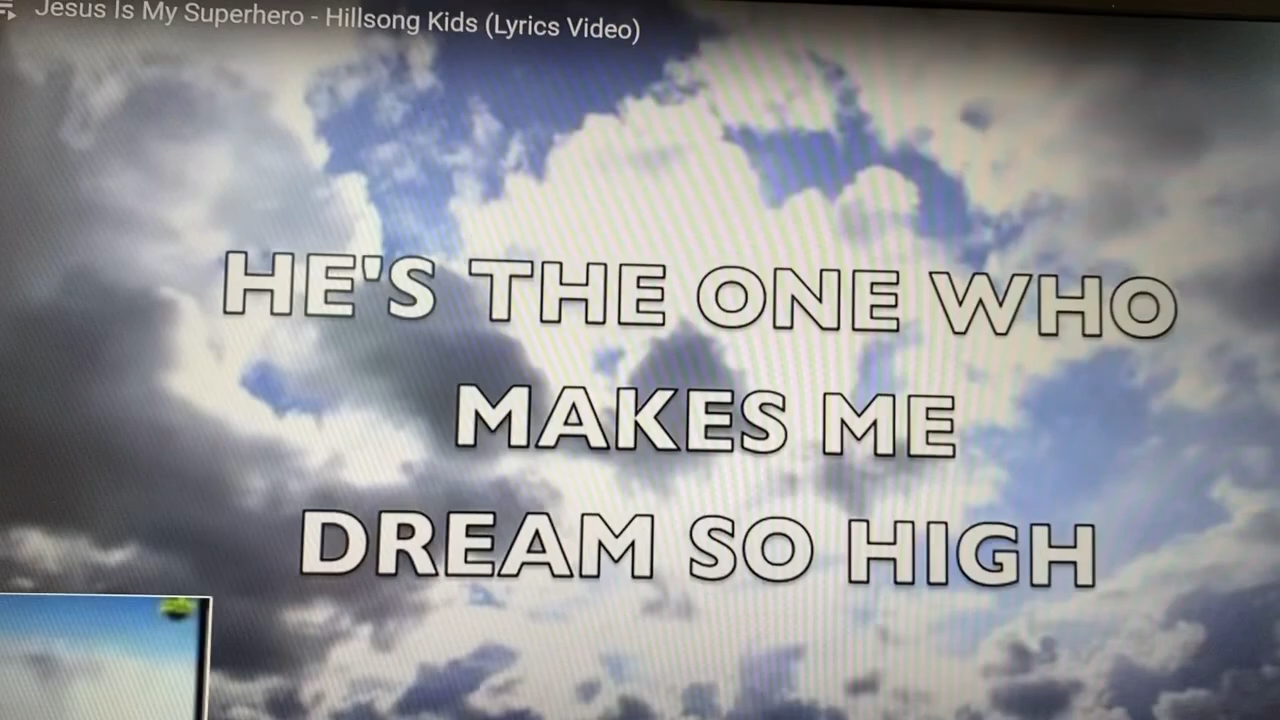 Jesus Is My Superhero - Hillsong Kids (Lyrics Video)
HE'S THE ONE WHO
MAKES ME
DREAM SO HIGH